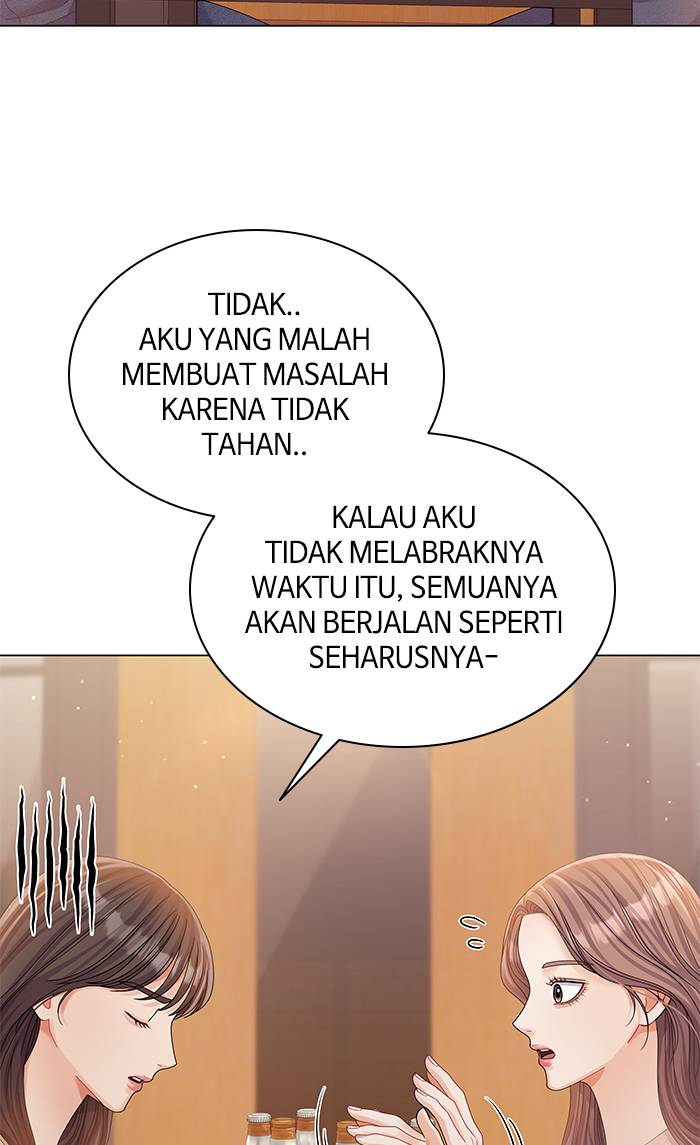 TIDAK..
AKU YANG MALAH
MEMBUAT MASALAH
KARENA TIDAK
TAHAN..
KALAU AKU
TIDAK MELABRAKNYA
WAKTU ITU, SEMUANYA
AKAN BERJALAN SEPERTI
SEHARUSNYA-